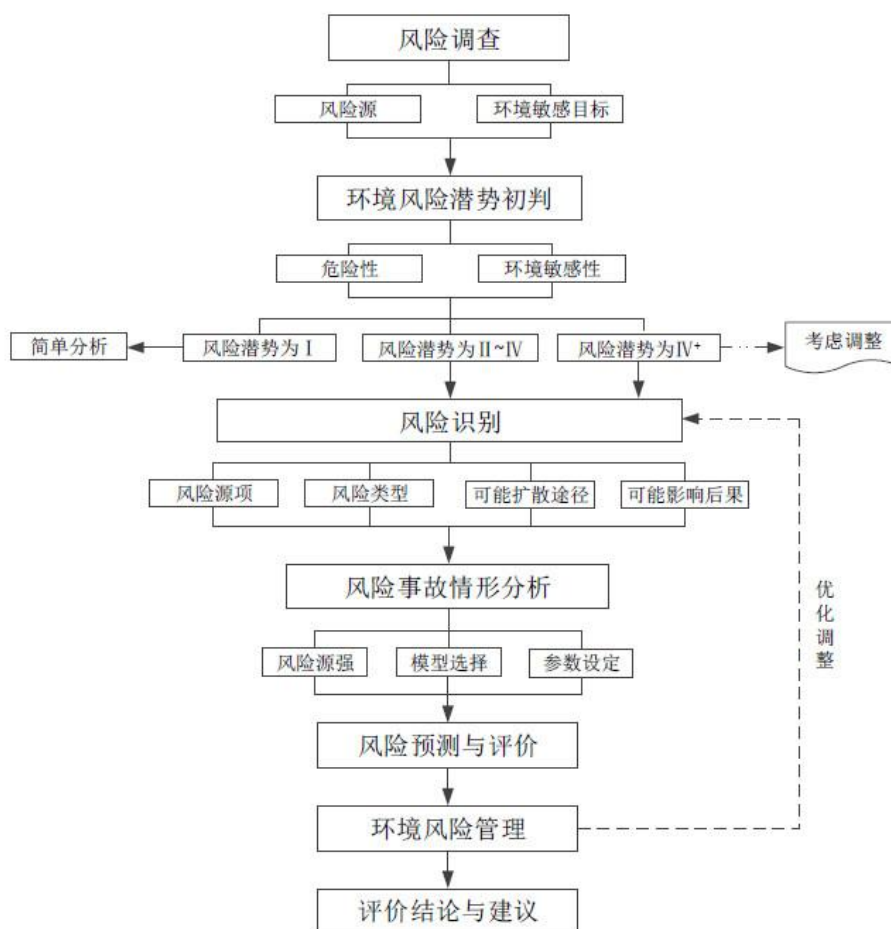 风险调查
风险源
环境敏感目标
环境风险潜势初判
危险性
环境敏感性
简单分析
风险潜势为Ⅰ
风险潜势为Ⅱ~Ⅳ
风险潜势为Ⅳ⁺
考虑调整
风险识别
风险源项
风险类型
可能扩散途径
可能影响后果
风险事故情形分析
优化调整
风险源强
模型选择
参数设定
风险预测与评价
环境风险管理
评价结论与建议